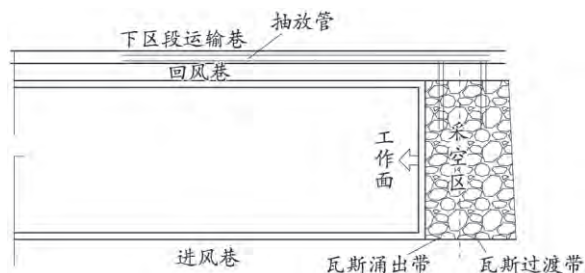 抽放管
下区段运输巷
回风巷
工作面
采空区
进风巷
瓦斯涌出带
瓦斯过渡带